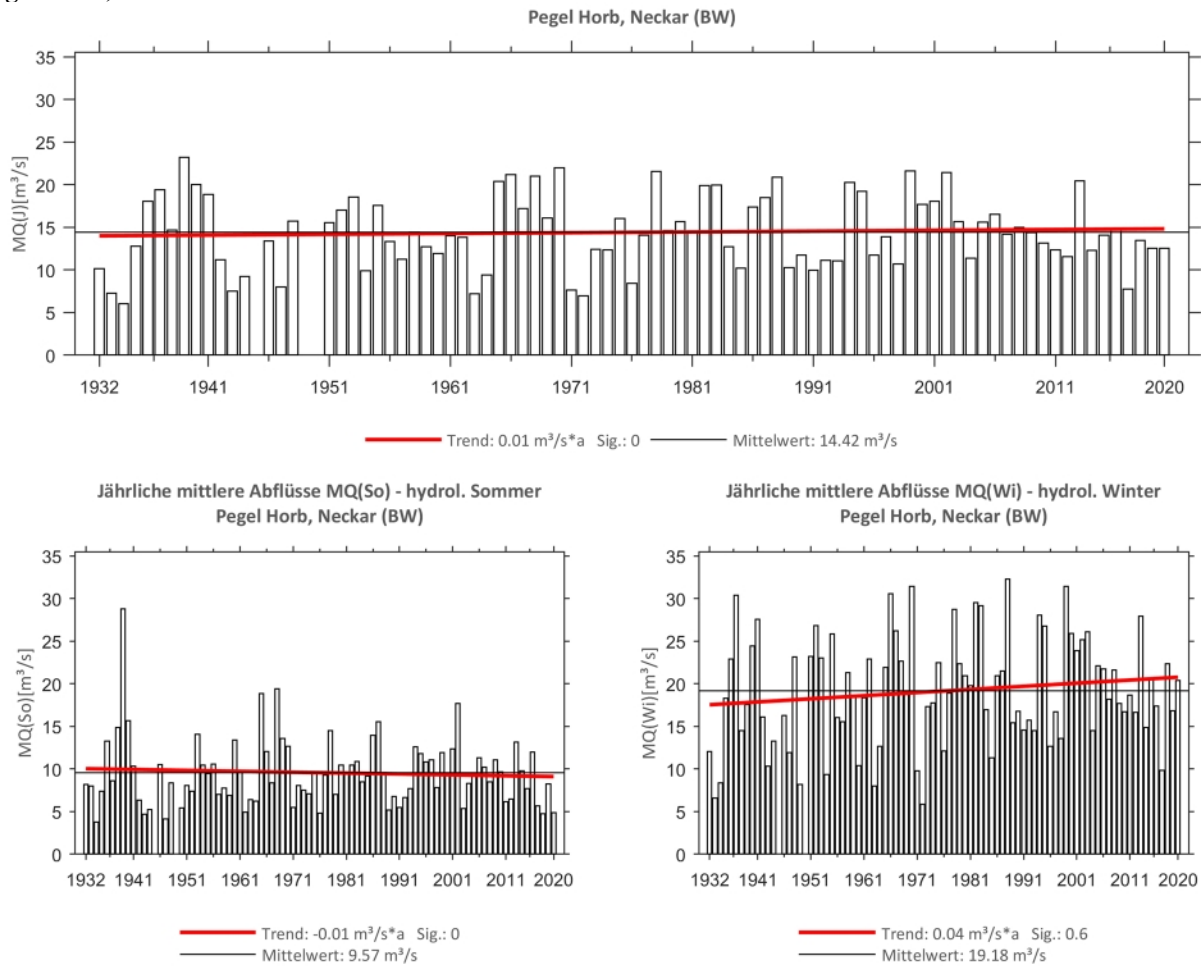 Pegel Horb, Neckar (BW)
35
30
25
20
15
10
5
0
MQ(J)[m³/s]
1932 1941 1951 1961 1971 1981 1991 2001 2011 2020
Trend: 0.01 m³/s*a Sig.: 0 Mittelwert: 14.42 m³/s
Jährliche mittlere Abflüsse MQ(So) - hydrol. Sommer
Pegel Horb, Neckar (BW)
35
30
25
20
15
10
5
0
MQ(So)[m³/s]
1932 1941 1951 1961 1971 1981 1991 2001 2011 2020
Trend: -0.01 m³/s*a Sig.: 0
Mittelwert: 9.57 m³/s
Jährliche mittlere Abflüsse MQ(Wi) - hydrol. Winter
Pegel Horb, Neckar (BW)
35
30
25
20
15
10
5
0
MQ(Wi)[m³/s]
1932 1941 1951 1961 1971 1981 1991 2001 2011 2020
Trend: 0.04 m³/s*a Sig.: 0.6
Mittelwert: 19.18 m³/s